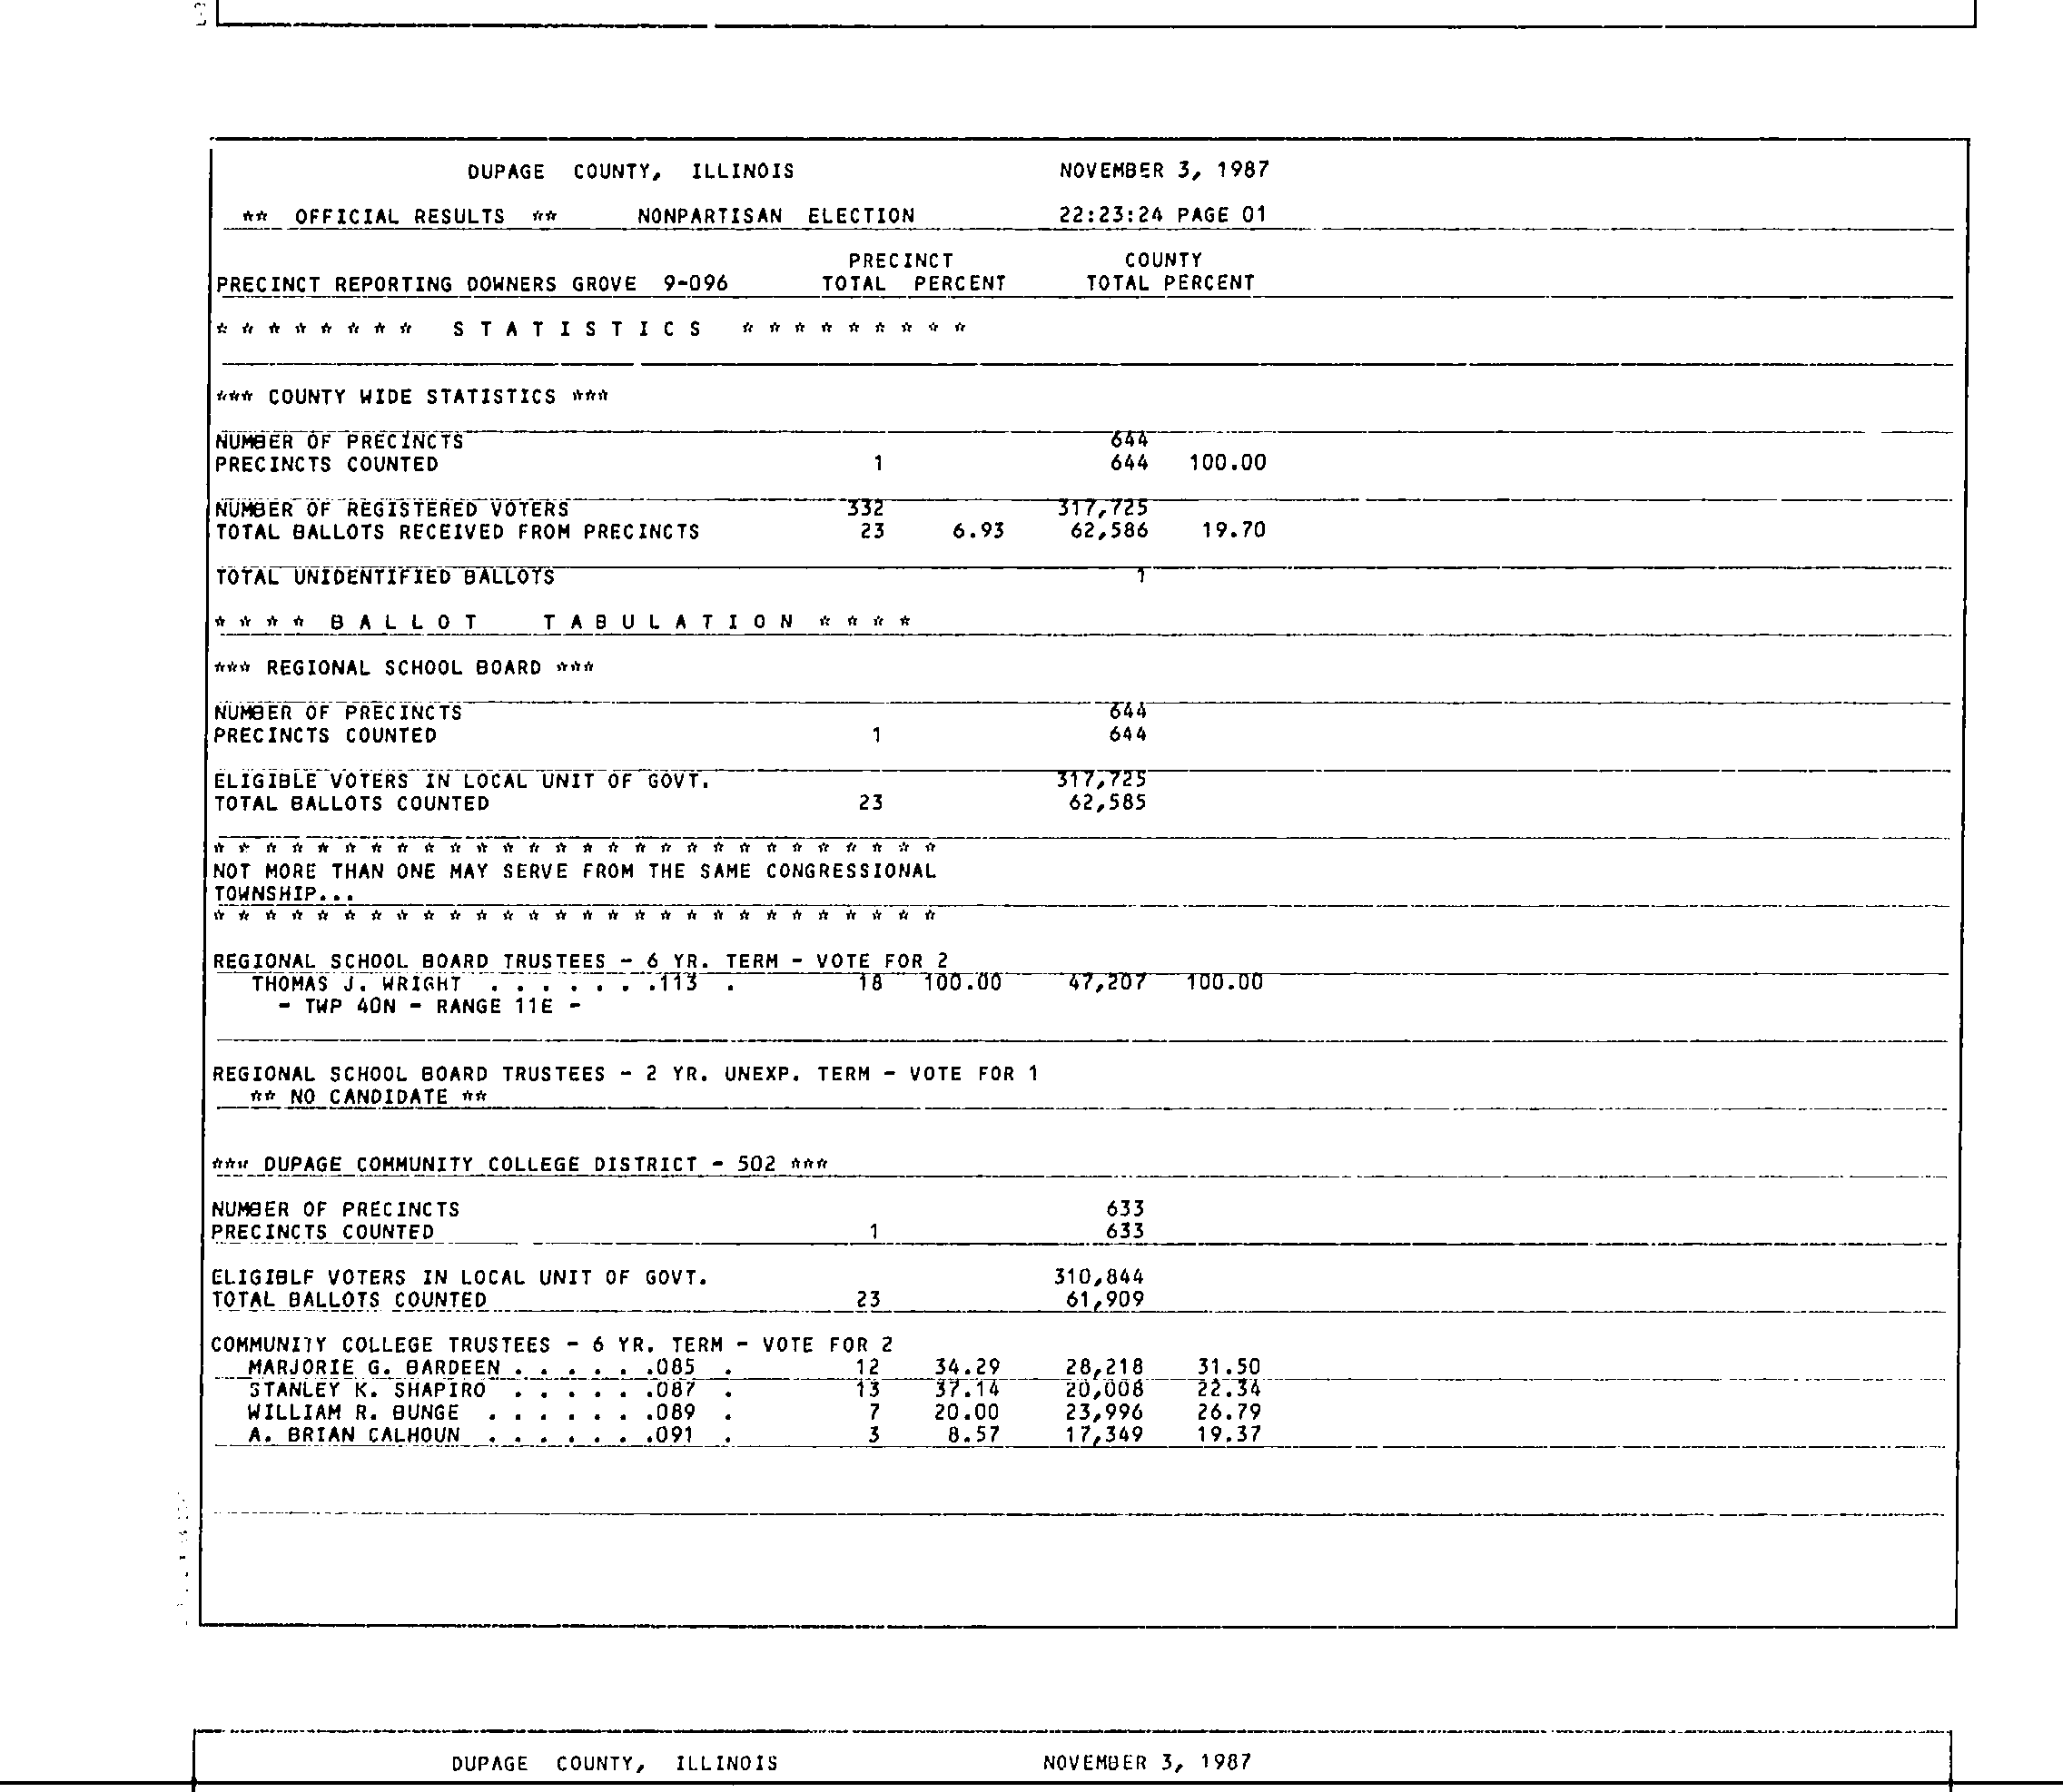 DUPAGE COUNTY, ILLINOIS NOVEMBER 3, 1987
** OFFICIAL RESULTS ** NONPARTISAN ELECTION 22:23:24 PAGE 01
PRECINCT COUNTY
PRECINCT REPORTING DOWNERS GROVE 9-096 TOTAL PERCENT TOTAL PERCENT
* * * * * * * * S T A T I S T I C S * * * * * * * * *
*** COUNTY WIDE STATISTICS ***
NUMBER OF PRECINCTS 644
PRECINCTS COUNTED 1 644 100.00
NUMBER OF REGISTERED VOTERS 332 317,725
TOTAL BALLOTS RECEIVED FROM PRECINCTS 23 6.93 62,586 19.70
TOTAL UNIDENTIFIED BALLOTS 1
* * * * B A L L O T T A B U L A T I O N * * * *
*** REGIONAL SCHOOL BOARD ***
NUMBER OF PRECINCTS 644
PRECINCTS COUNTED 1 644
ELIGIBLE VOTERS IN LOCAL UNIT OF GOVT. 317,725
TOTAL BALLOTS COUNTED 23 62,585
* * * * * * * * * * * * * * * * * * * * * * * * * * * *
NOT MORE THAN ONE MAY SERVE FROM THE SAME CONGRESSIONAL
TOWNSHIP...
* * * * * * * * * * * * * * * * * * * * * * * * * * * *
REGIONAL SCHOOL BOARD TRUSTEES - 6 YR. TERM - VOTE FOR 2
THOMAS J. WRIGHT . . . . . . .113 . 18 100.00 47,207 100.00
- TWP 40N - RANGE 11E -
REGIONAL SCHOOL BOARD TRUSTEES - 2 YR. UNEXP. TERM - VOTE FOR 1
** NO CANDIDATE **
*** DUPAGE COMMUNITY COLLEGE DISTRICT - 502 ***
NUMBER OF PRECINCTS 633
PRECINCTS COUNTED 1 633
ELIGIBLF VOTERS IN LOCAL UNIT OF GOVT. 310,844
TOTAL BALLOTS COUNTED 23 61,909
COMMUNITY COLLEGE TRUSTEES - 6 YR. TERM - VOTE FOR 2
MARJORIE G. BARDEEN . . . . . .085 . 12 34.29 28,218 31.50
STANLEY K. SHAPIRO . . . . . .087 . 13 37.14 20,008 22.34
WILLIAM R. BUNGE . . . . . . .089 . 7 20.00 23,996 26.79
A. BRIAN CALHOUN . . . . . . .091 . 3 8.57 17,349 19.37
DUPAGE COUNTY, ILLINOIS NOVEMBER 3, 1987